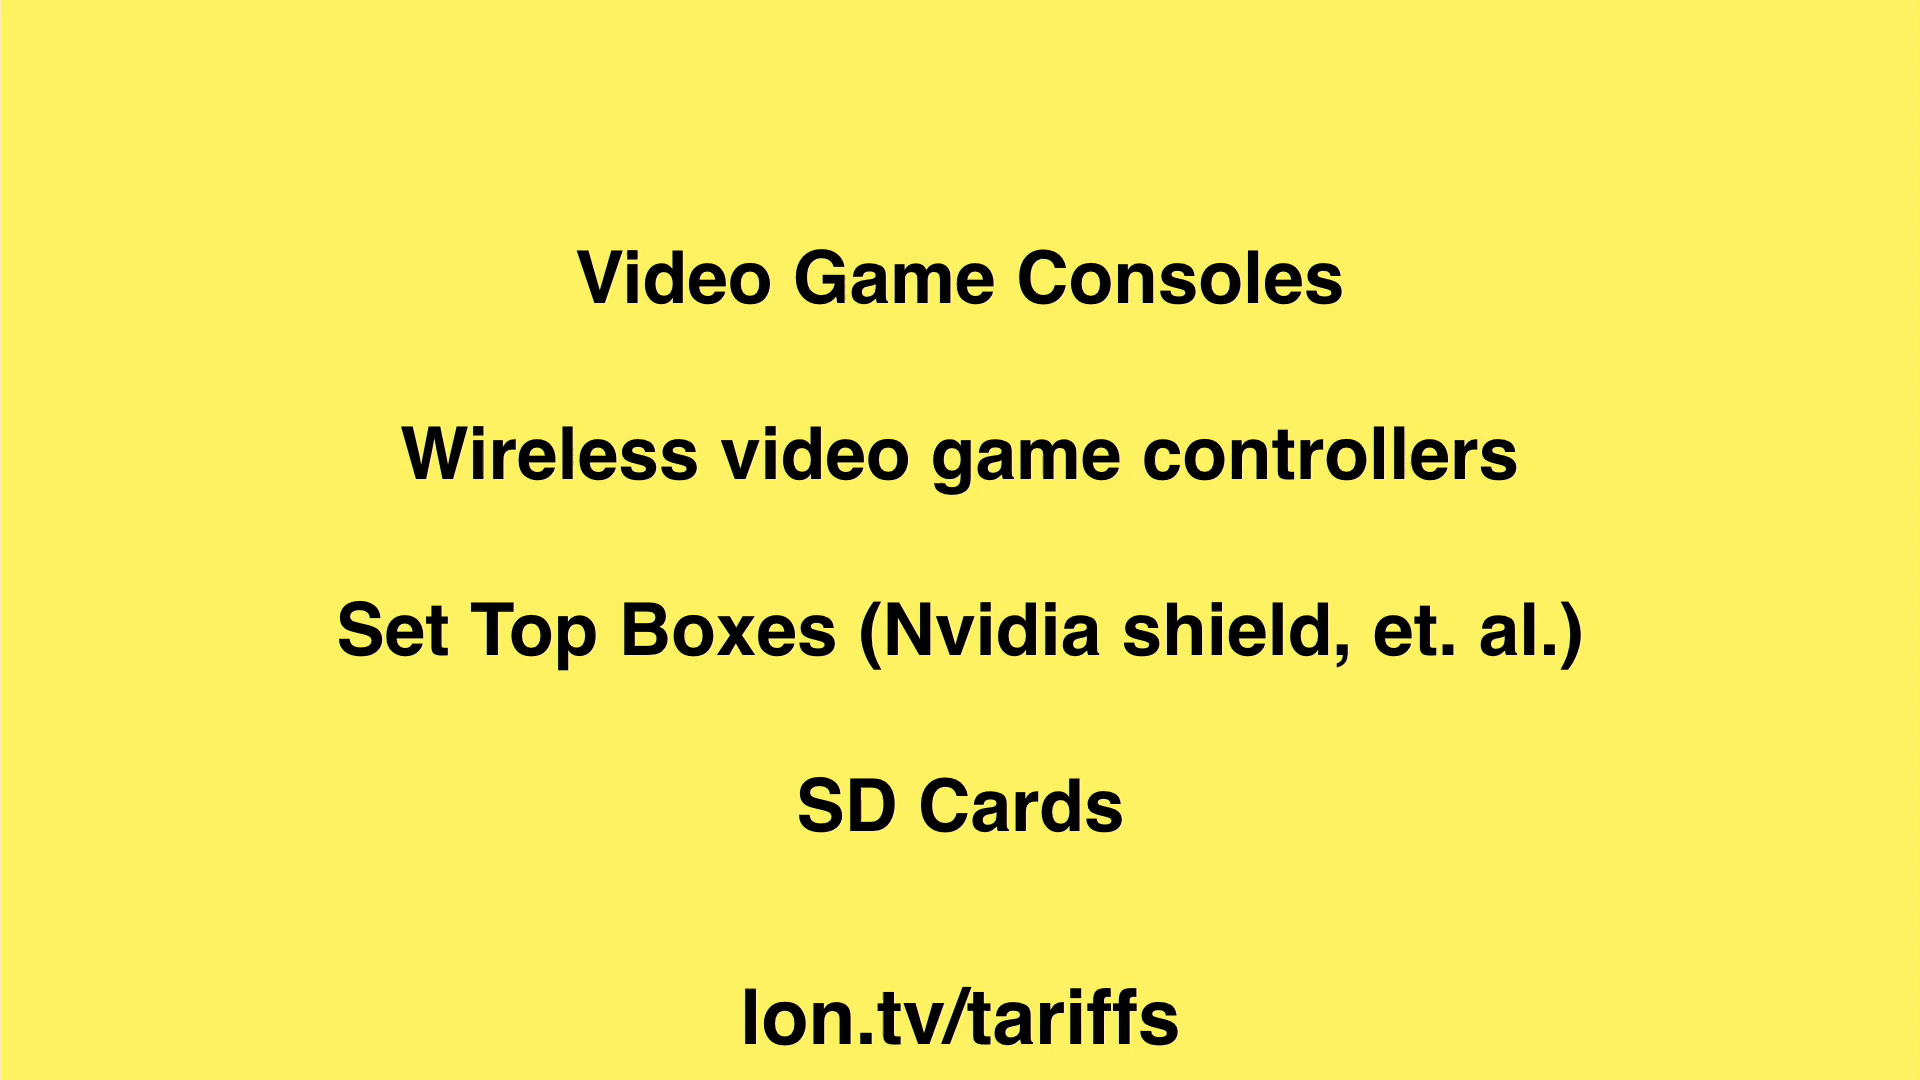 Video Game Consoles
Wireless video game controllers
Set Top Boxes (Nvidia shield, et. al.)
SD Cards
lon.tv/tariffs